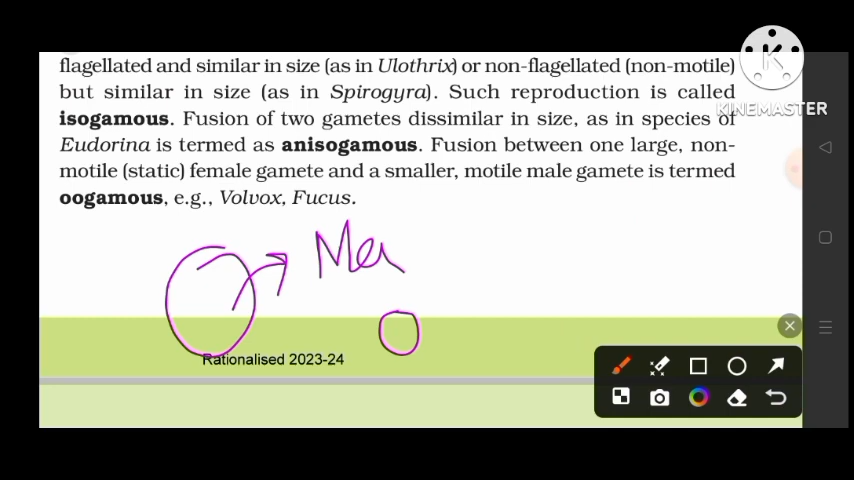 flagellated and similar in size (as in Ulothrix) or non-flagellated (non-motile)
but similar in size (as in Spirogyra). Such reproduction is called
isogamous. Fusion of two gametes dissimilar in size, as in species of
Eudorina is termed as anisogamous. Fusion between one large, non-
motile (static) female gamete and a smaller, motile male gamete is termed
oogamous, e.g., Volvox, Fucus.
Rationalised 2023-24
K
KINEMASTER